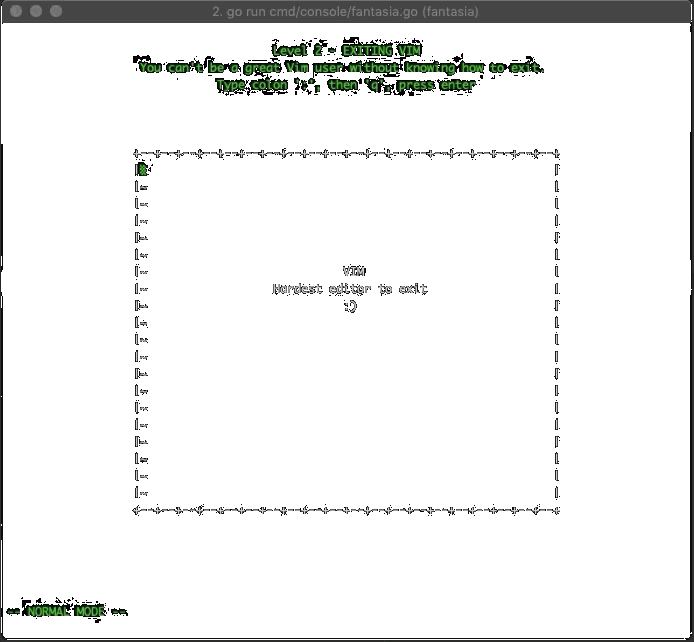 2. go run cmd/console/fantasia.go (fantasia)
Level 2 - EXITING VIM
You can't be a great Vim user without knowing how to exit.
Type colon ':', then 'q', press enter
VIM
Hardest editor to exit
:)
-- NORMAL MODE --